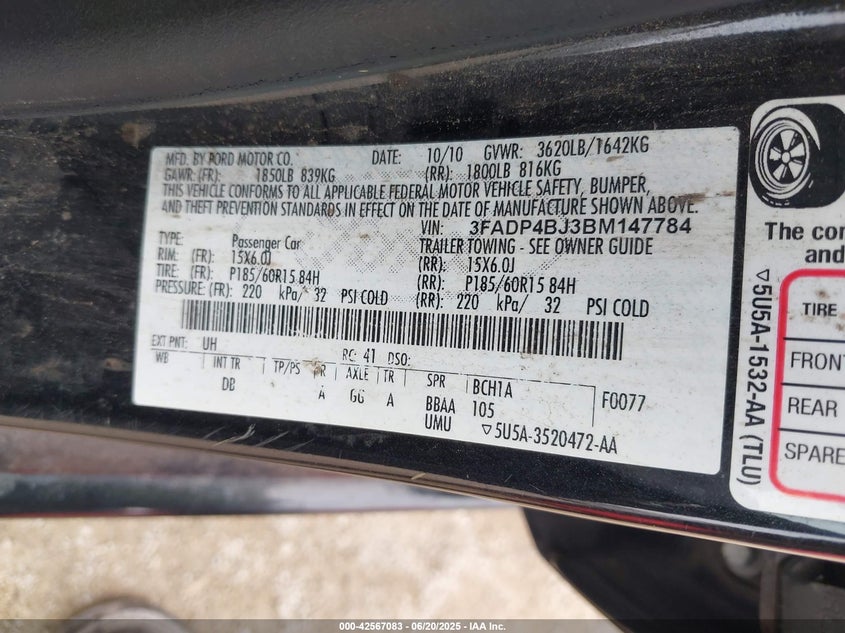 MFD. BY FORD MOTOR CO. DATE: 10/10 GVWR: 3620LB/1642KG
GAWR: (FR): 1850LB 839KG (RR): 1800LB 816KG
THIS VEHICLE CONFORMS TO ALL APPLICABLE FEDERAL MOTOR VEHICLE SAFETY, BUMPER,
AND THEFT PREVENTION STANDARDS IN EFFECT ON THE DATE OF MANUFACTURE SHOWN ABOVE.
VIN: 3FADP4BJ3BM147784
TYPE: Passenger Car TRAILER TOWING - SEE OWNER GUIDE
RIM: (FR): 15X6.0J (RR): 15X6.0J
TIRE: (FR): P185/60R15 84H (RR): P185/60R15 84H
PRESSURE: (FR): 220 kPa/ 32 PSI COLD (RR): 220 kPa/ 32 PSI COLD
EXT PNT: UH RC: 41 DSO:
WB INT TR TP/PS R AXLE TR SPR BCH1A F0077
DB A GG A BBAA 105
UMU ▽5U5A-3520472-AA
▽5U5A-1532-AA (TLU)
The con
and
TIRE
FRONT
REAR
SPARE
000-42567083 - 06/20/2025 - IAA Inc.